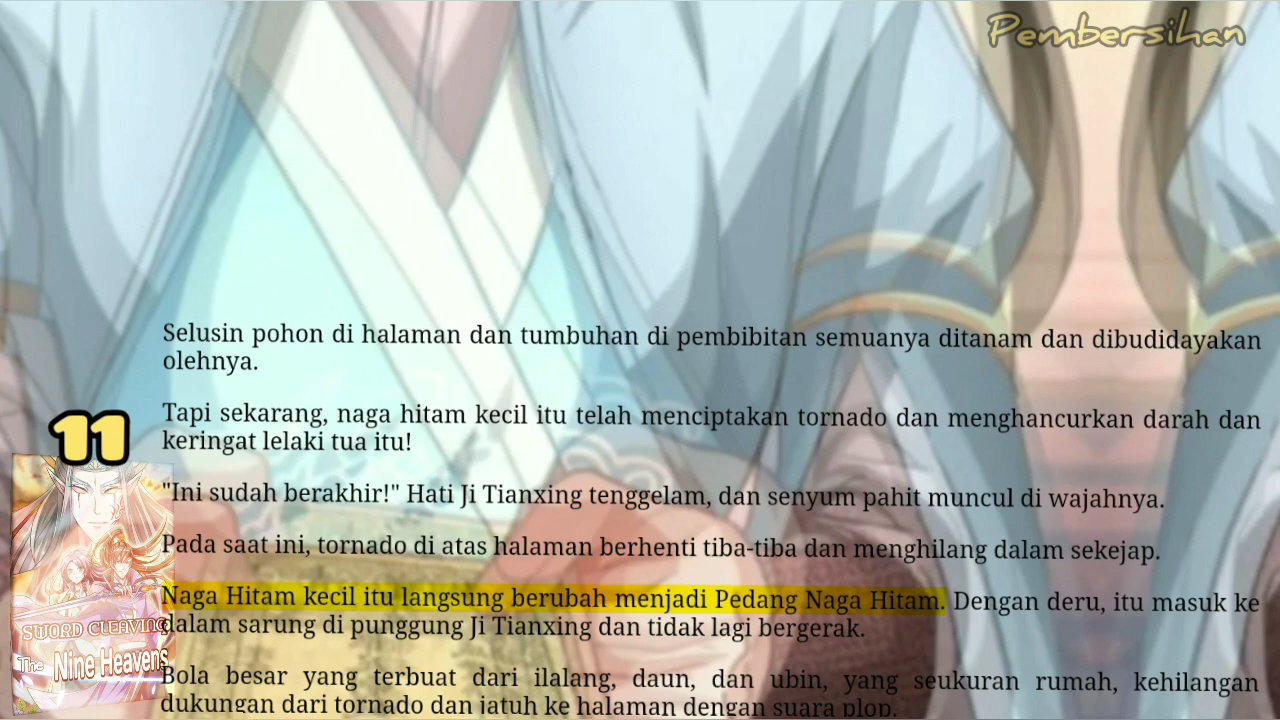 Pembersihan
Selusin pohon di halaman dan tumbuhan di pembibitan semuanya ditanam dan dibudidayakan
olehnya.
Tapi sekarang, naga hitam kecil itu telah menciptakan tornado dan menghancurkan darah dan
keringat lelaki tua itu!
"Ini sudah berakhir!" Hati Ji Tianxing tenggelam, dan senyum pahit muncul di wajahnya.
Pada saat ini, tornado di atas halaman berhenti tiba-tiba dan menghilang dalam sekejap.
Naga Hitam kecil itu langsung berubah menjadi Pedang Naga Hitam. Dengan deru, itu masuk ke
dalam sarung di punggung Ji Tianxing dan tidak lagi bergerak.
Bola besar yang terbuat dari ilalang, daun, dan ubin, yang seukuran rumah, kehilangan
dukungan dari tornado dan jatuh ke halaman dengan suara plop.
11
SWORD CLEAVING
The Nine Heavens